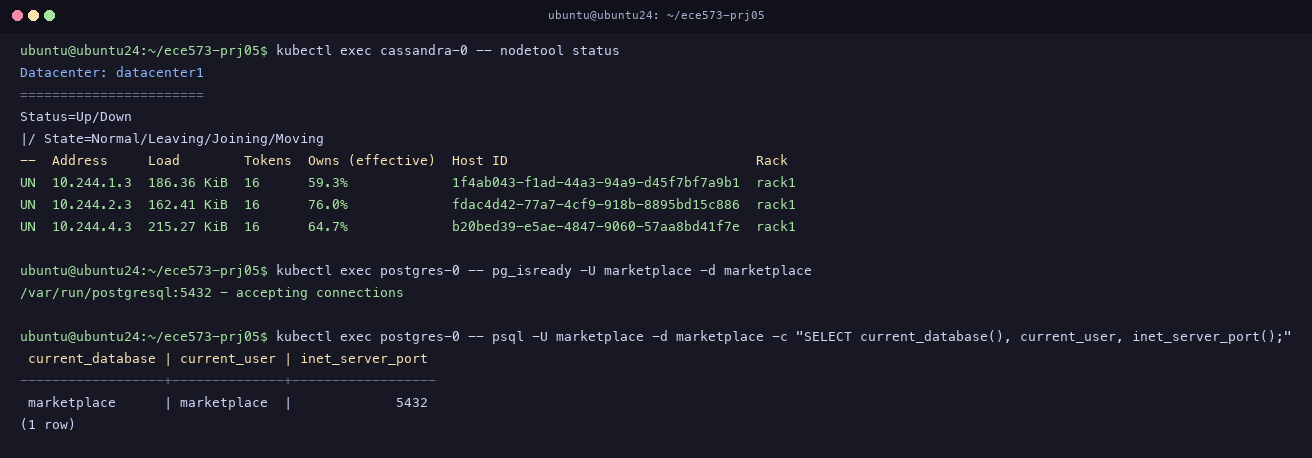 ubuntu@ubuntu24: ~/ece573-prj05
ubuntu@ubuntu24:~/ece573-prj05$ kubectl exec cassandra-0 -- nodetool status
Datacenter: datacenter1
=======================
Status=Up/Down
|/ State=Normal/Leaving/Joining/Moving
--  Address     Load        Tokens  Owns (effective)  Host ID                               Rack
UN  10.244.1.3  186.36 KiB  16      59.3%             1f4ab043-f1ad-44a3-94a9-d45f7bf7a9b1  rack1
UN  10.244.2.3  162.41 KiB  16      76.0%             fdac4d42-77a7-4cf9-918b-8895bd15c886  rack1
UN  10.244.4.3  215.27 KiB  16      64.7%             b20bed39-e5ae-4847-9060-57aa8bd41f7e  rack1
ubuntu@ubuntu24:~/ece573-prj05$ kubectl exec postgres-0 -- pg_isready -U marketplace -d marketplace
/var/run/postgresql:5432 - accepting connections
ubuntu@ubuntu24:~/ece573-prj05$ kubectl exec postgres-0 -- psql -U marketplace -d marketplace -c "SELECT current_database(), current_user, inet_server_port();"
 current_database | current_user | inet_server_port
------------------+--------------+------------------
 marketplace      | marketplace  |             5432
(1 row)